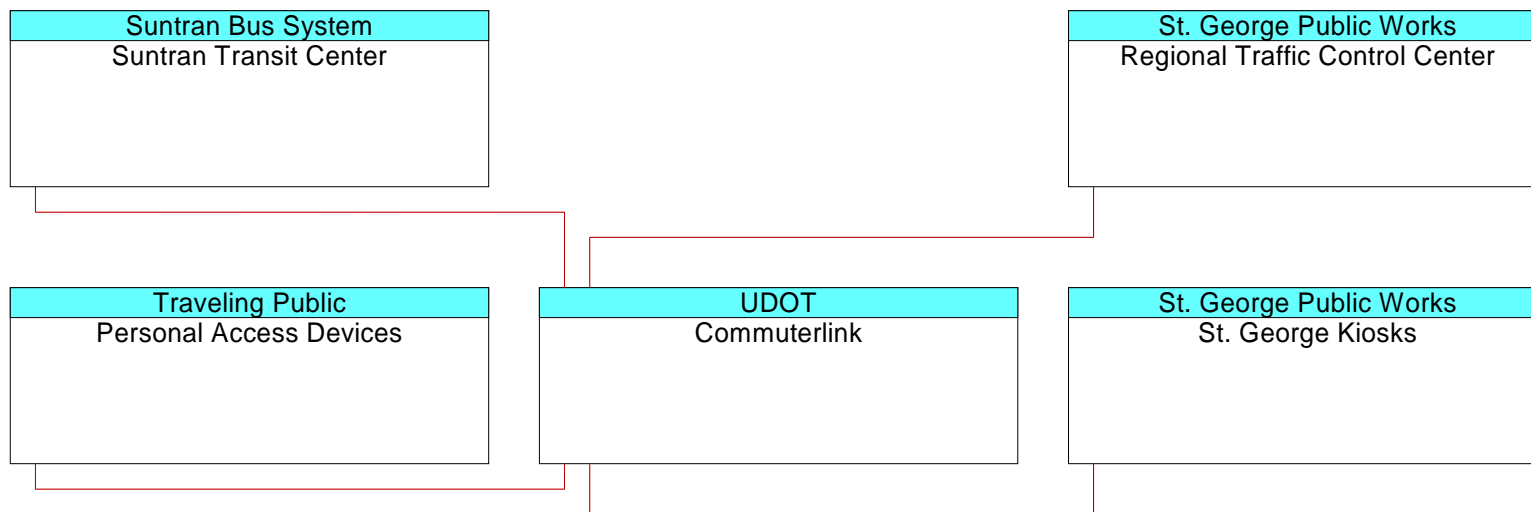 Suntran Bus System
Suntran Transit Center
St. George Public Works
Regional Traffic Control Center
Traveling Public
Personal Access Devices
UDOT
Commuterlink
St. George Public Works
St. George Kiosks